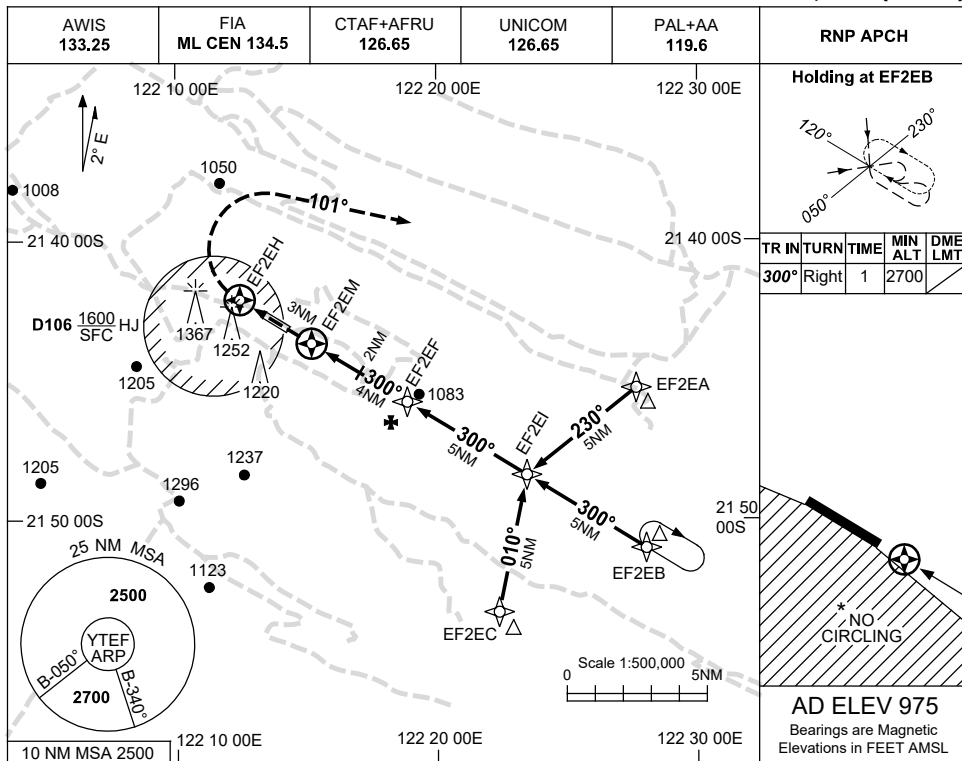 AWIS
133.25
FIA
ML CEN 134.5
CTAF+AFRU
126.65
UNICOM
126.65
PAL+AA
119.6
RNP APCH
122 10 00E
122 20 00E
122 30 00E
2° E
1008
1050
101°
21 40 00S
21 40 00S
EF2EH
3NM
EF2EM
D106 1600
SFC HJ
1367
1252
1220
1205
2NM
300°
4NM
EF2EF
1083
EF2EA
230°
5NM
EF2EI
300°
5NM
1205
1237
1296
1123
300°
5NM
EF2EB
010°
5NM
EF2EC
21 50 00S
21 50
00S
25 NM MSA
2500
YTEF
ARP
B-050°
B-340°
2700
10 NM MSA 2500
Scale 1:500,000
0
5NM
122 10 00E
122 20 00E
122 30 00E
Holding at EF2EB
120°
230°
050°
TR IN TURN TIME MIN ALT DME LMT
300° Right 1 2700
* NO
CIRCLING
AD ELEV 975
Bearings are Magnetic
Elevations in FEET AMSL